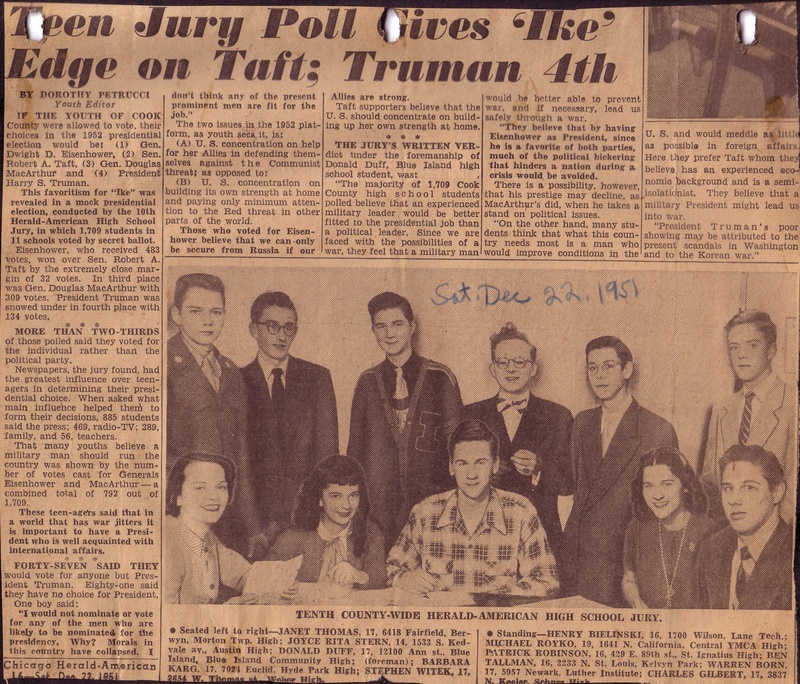 Teen Jury Poll Gives 'Ike'
Edge on Taft; Truman 4th
BY DOROTHY PETRUCCI
Youth Editor
IF THE YOUTH OF COOK
County were allowed to vote, their
choices in the 1952 presidential
election would be: (1) Gen.
Dwight D. Eisenhower, (2) Sen.
Robert A. Taft, (3) Gen. Douglas
MacArthur and (4) President
Harry S. Truman.
This favoritism for "Ike" was
revealed in a mock presidential
election, conducted by the 10th
Herald-American High School
Jury, in which 1,709 students in
11 schools voted by secret ballot.
Eisenhower, who received 483
votes, won over Sen. Robert A.
Taft by the extremely close mar-
gin of 32 votes. In third place
was Gen. Douglas MacArthur with
309 votes. President Truman was
snowed under in fourth place with
134 votes.
* * *
MORE THAN TWO-THIRDS
of those polled said they voted for
the individual rather than the
political party.
Newspapers, the jury found, had
the greatest influence over teen-
agers in determining their presi-
dential choice. When asked what
main influence helped them to
form their decisions, 885 students
said the press; 469, radio-TV; 289,
family, and 56, teachers.
That many youths believe a
military man should run the
country was shown by the num-
ber of votes cast for Generals
Eisenhower and MacArthur—a
combined total of 792 out of
1,709.
These teen-agers said that in
a world that has war jitters it
is important to have a Presi-
dent who is well acquainted with
international affairs.
* * *
FORTY-SEVEN SAID THEY
would vote for anyone but Pres-
ident Truman. Eighty-one said
they have no choice for President.
One boy said:
"I would not nominate or vote
for any of the men who are
likely to be nominated for the
presidency. Why? Morals in
this country have collapsed. I
don't think any of the present
prominent men are fit for the
job."
The two issues in the 1952 plat-
form, as youth sees it, is:
(A) U.S. concentration on help
for her Allies in defending them-
selves against the Communist
threat; as opposed to:
(B) U. S. concentration on
building its own strength at home
and paying only minimum atten-
tion to the Red threat in other
parts of the world.
Those who voted for Eisen-
hower believe that we can only
be secure from Russia if our
Allies are strong.
Taft supporters believe that the
U. S. should concentrate on build-
ing up her own strength at home.
* * *
THE JURY'S WRITTEN VER-
dict under the foremanship of
Donald Duff, Blue Island high
school student, was:
"The majority of 1,709 Cook
County high school students
polled believe that an experienced
military leader would be better
fitted to the presidential job than
a political leader. Since we are
faced with the possibilities of a
war, they feel that a military man
would be better able to prevent
war, and if necessary, lead us
safely through a war.
"They believe that by having
Eisenhower as President, since
he is a favorite of both parties,
much of the political bickering
that hinders a nation during a
crisis would be avoided.
There is a possibility, however,
that his prestige may decline, as
MacArthur's did, when he takes a
stand on political issues.
"On the other hand, many stu-
dents think that what this coun-
try needs most is a man who
would improve conditions in the
U. S. and would meddle as little
as possible in foreign affairs.
Here they prefer Taft whom they
believe has an experienced eco-
nomic background and is a semi-
isolationist. They believe that a
military President might lead us
into war.
"President Truman's poor
showing may be attributed to the
present scandals in Washington
and to the Korean war."
Sat. Dec 22, 1951
I
TENTH COUNTY-WIDE HERALD-AMERICAN HIGH SCHOOL JURY.
● Seated left to right—JANET THOMAS, 17, 6418 Fairfield, Ber-
wyn, Morton Twp. High; JOYCE RITA STERN, 14, 1533 S. Ked-
vale av., Austin High; DONALD DUFF, 17, 12100 Ann st., Blue
Island, Blue Island Community High; (foreman); BARBARA
KARG, 17, 7024 Euclid, Hyde Park High; STEPHEN WITEK, 17,
2654 W. Thomas st., Weber High.
● Standing—HENRY BIELINSKI, 16, 1700 Wilson, Lane Tech.;
MICHAEL ROYKO, 19, 1641 N. California, Central YMCA High;
PATRICK ROBINSON, 16, 429 E. 89th st., St. Ignatius High; BEN
TALLMAN, 16, 2233 N. St. Louis, Kelvyn Park; WARREN BORN,
17, 5957 Newark, Luther Institute; CHARLES GILBERT, 17, 3837
N. Keeler, Schurz High.
Chicago Herald-American
Sat. Dec. 22, 1951